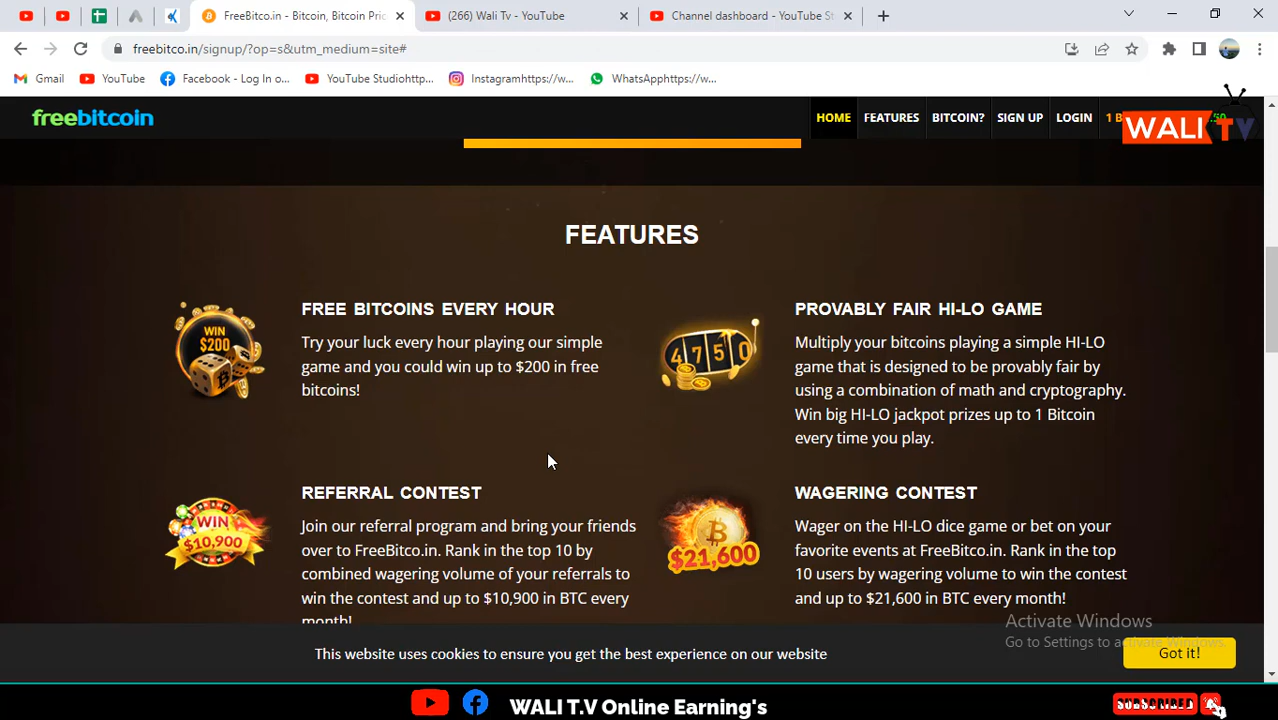 FreeBitco.in - Bitcoin, Bitcoin Pric
(266) Wali Tv - YouTube
Channel dashboard - YouTube St
freebitco.in/signup/?op=s&utm_medium=site#
Gmail
YouTube
Facebook - Log In o...
YouTube Studiohttp...
Instagramhttps://w...
WhatsApphttps://w...
freebitcoin
HOME
FEATURES
BITCOIN?
SIGN UP
LOGIN
1 B
WALI TV
FEATURES
WIN
$200
FREE BITCOINS EVERY HOUR
Try your luck every hour playing our simple
game and you could win up to $200 in free
bitcoins!
4750
PROVABLY FAIR HI-LO GAME
Multiply your bitcoins playing a simple HI-LO
game that is designed to be provably fair by
using a combination of math and cryptography.
Win big HI-LO jackpot prizes up to 1 Bitcoin
every time you play.
WIN
$10,900
REFERRAL CONTEST
Join our referral program and bring your friends
over to FreeBitco.in. Rank in the top 10 by
combined wagering volume of your referrals to
win the contest and up to $10,900 in BTC every
month!
$21,600
WAGERING CONTEST
Wager on the HI-LO dice game or bet on your
favorite events at FreeBitco.in. Rank in the top
10 users by wagering volume to win the contest
and up to $21,600 in BTC every month!
Activate Windows
Go to Settings to activate Windows.
This website uses cookies to ensure you get the best experience on our website
Got it!
WALI T.V Online Earning's
SUBSCRIBED